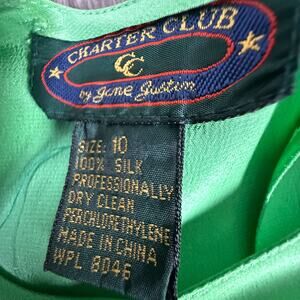 CHARTER CLUB
CC
by Jane Justin
SIZE: 10
100% SILK
PROFESSIONALLY
DRY CLEAN
PERCHLORETHYLENE
MADE IN CHINA
WPL 8046